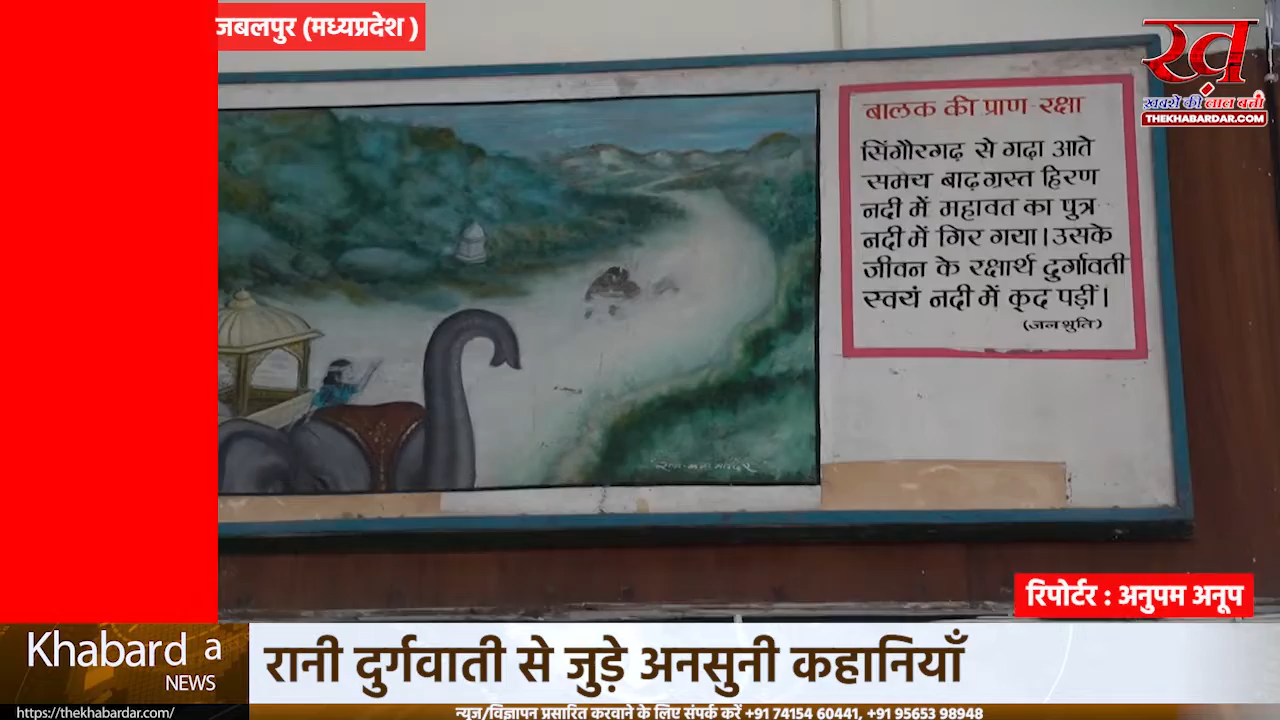 जबलपुर (मध्यप्रदेश )
ख़
ख़बरों की लाल बत्ती
THEKHABARDAR.COM
बालक की प्राण-रक्षा
सिंगौरगढ़ से गढ़ा आते
समय बाढ़ग्रस्त हिरण
नदी में महावत का पुत्र
नदी में गिर गया। उसके
जीवन के रक्षार्थ दुर्गावती
स्वयं नदी में कूद पड़ीं।
(जनश्रुति)
रिपोर्टर : अनुपम अनूप
Khabard a
NEWS
रानी दुर्गवाती से जुड़े अनसुनी कहानियाँ
https://thekhabardar.com/
न्यूज/विज्ञापन प्रसारित करवाने के लिए संपर्क करें +91 74154 60441, +91 95653 98948